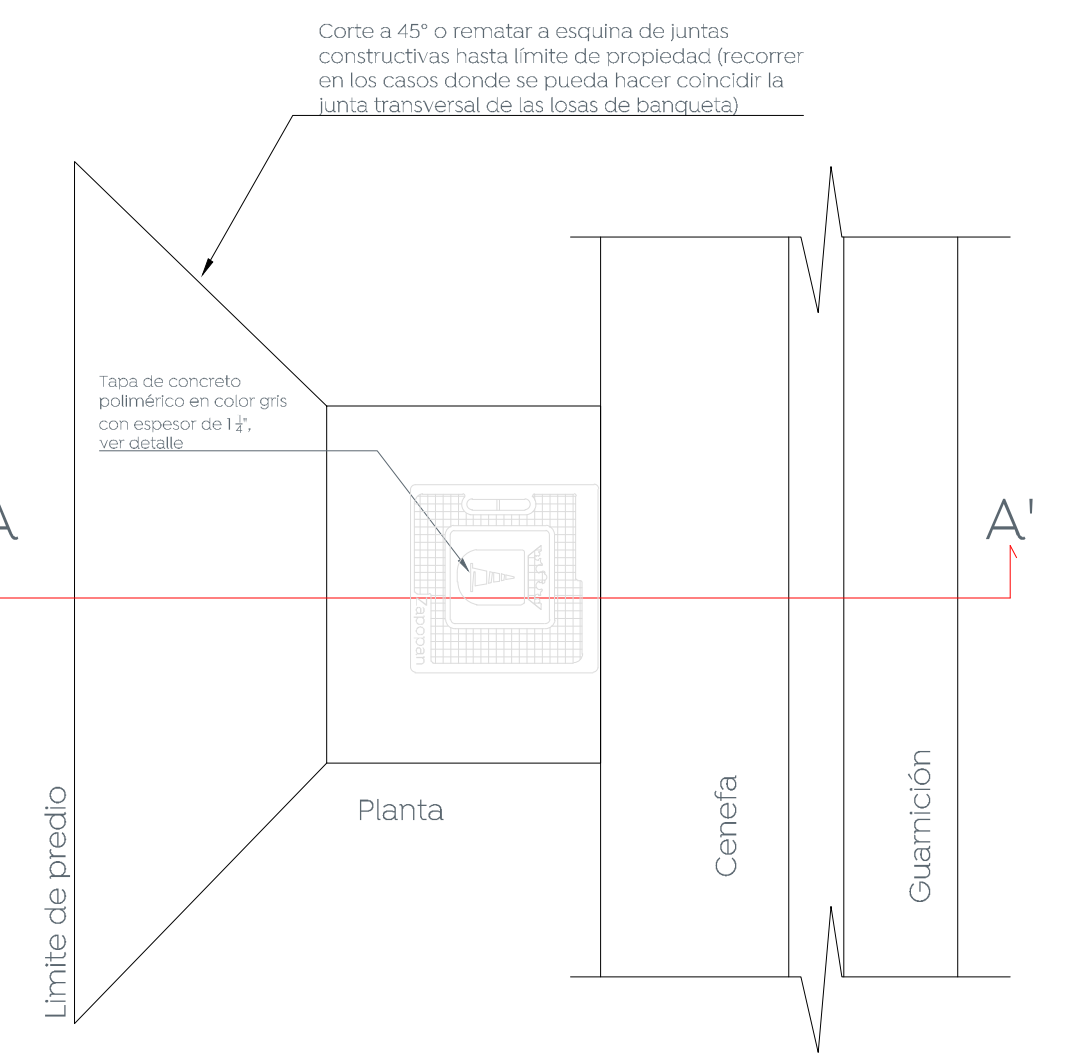 Corte a 45° o rematar a esquina de juntas
constructivas hasta límite de propiedad (recorrer
en los casos donde se pueda hacer coincidir la
junta transversal de las losas de banqueta)
Tapa de concreto
polimérico en color gris
con espesor de 1 1/4",
ver detalle
A
A'
Zapopan
Planta
Limite de predio
Cenefa
Guarnición